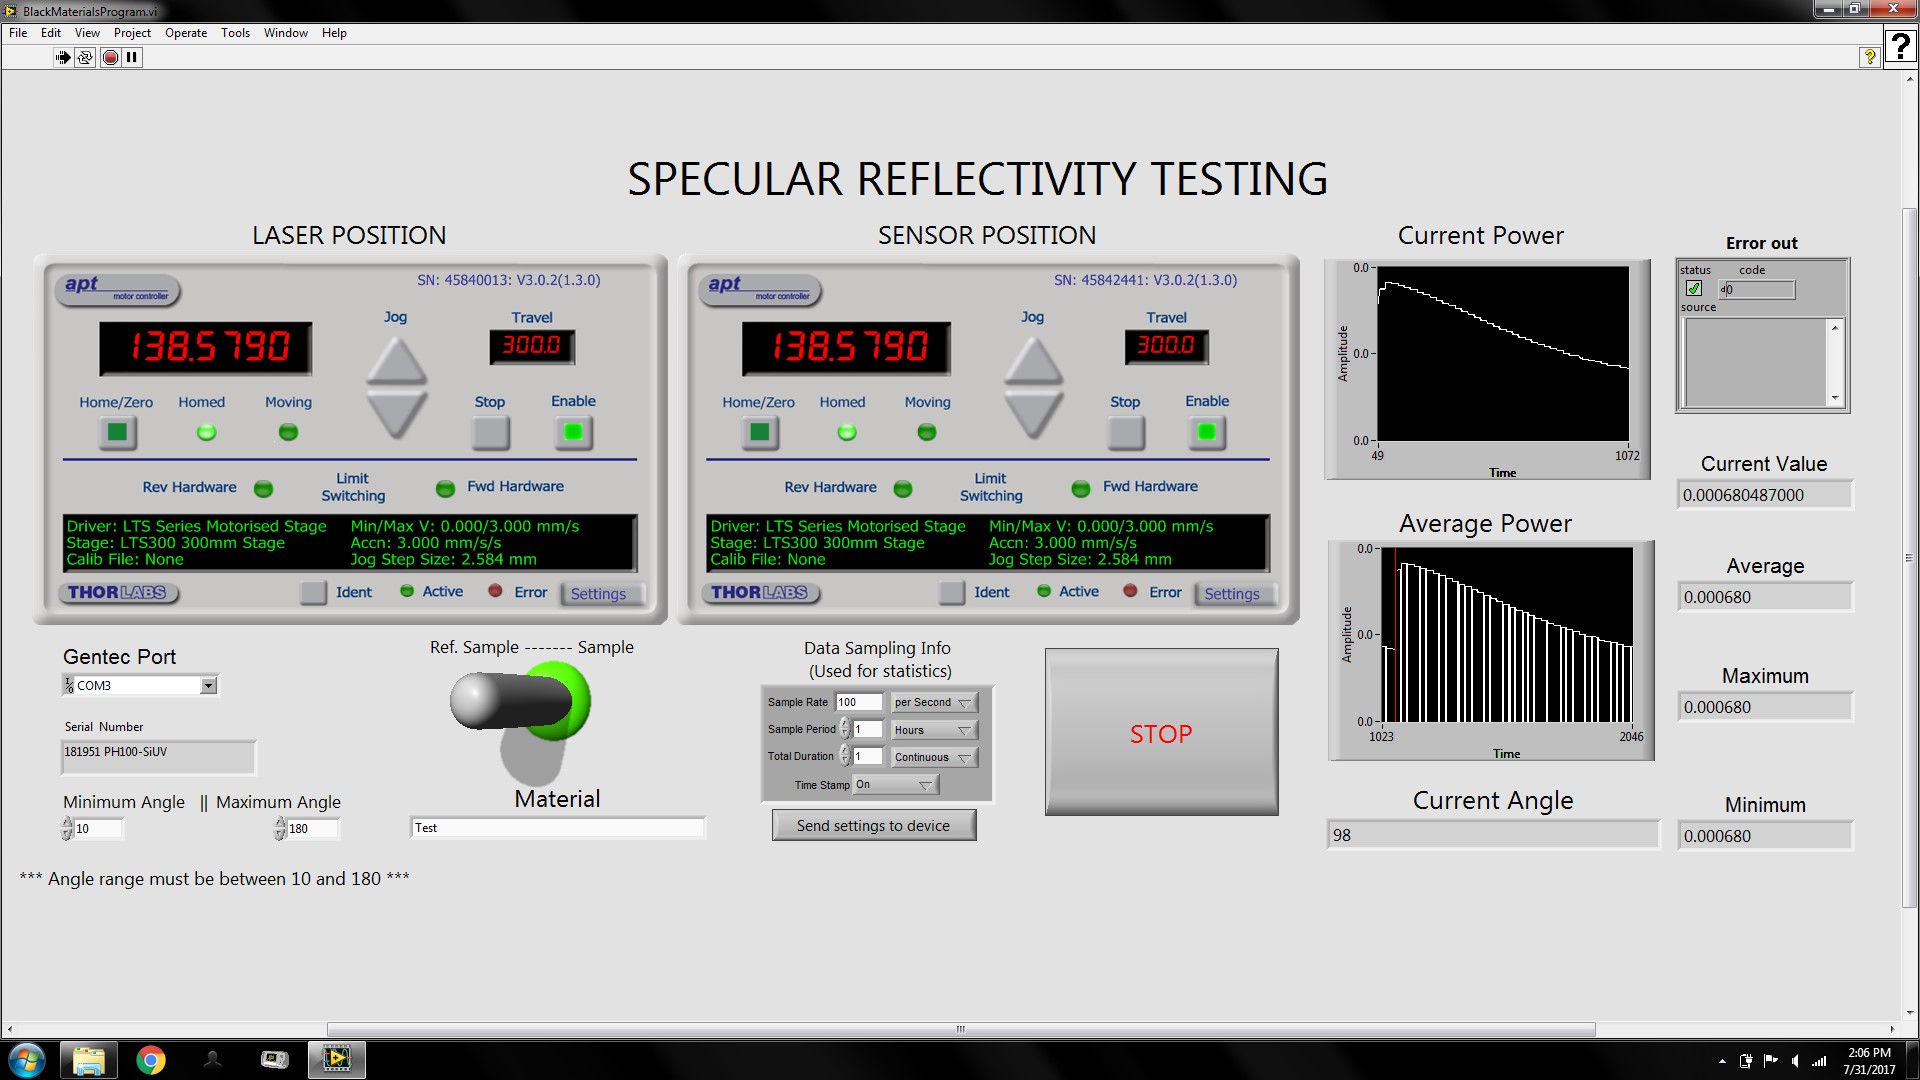 BlackMaterialsProgram.vi
File Edit View Project Operate Tools Window Help
SPECULAR REFLECTIVITY TESTING
LASER POSITION
apt
motor controller
SN: 45840013: V3.0.2(1.3.0)
138.5790
Jog
Travel
300.0
Home/Zero Homed Moving
Stop Enable
Rev Hardware
Limit
Switching
Fwd Hardware
Driver: LTS Series Motorised Stage Min/Max V: 0.000/3.000 mm/s
Stage: LTS300 300mm Stage Accn: 3.000 mm/s/s
Calib File: None Jog Step Size: 2.584 mm
THORLABS Ident Active Error Settings
SENSOR POSITION
apt
motor controller
SN: 45842441: V3.0.2(1.3.0)
138.5790
Jog
Travel
300.0
Home/Zero Homed Moving
Stop Enable
Rev Hardware
Limit
Switching
Fwd Hardware
Driver: LTS Series Motorised Stage Min/Max V: 0.000/3.000 mm/s
Stage: LTS300 300mm Stage Accn: 3.000 mm/s/s
Calib File: None Jog Step Size: 2.584 mm
THORLABS Ident Active Error Settings
Current Power
0.0
Amplitude
0.0
0.0
49 1072
Time
Error out
status code
d0
source
Current Value
0.000680487000
Average Power
0.0
Amplitude
0.0
0.0
1023 2046
Time
Average
0.000680
Maximum
0.000680
Gentec Port
COM3
Serial Number
181951 PH100-SiUV
Minimum Angle || Maximum Angle
10 180
*** Angle range must be between 10 and 180 ***
Ref. Sample ------- Sample
Material
Test
Data Sampling Info
(Used for statistics)
Sample Rate 100 per Second
Sample Period 1 Hours
Total Duration 1 Continuous
Time Stamp On
Send settings to device
STOP
Current Angle
98
Minimum
0.000680
2:06 PM
7/31/2017